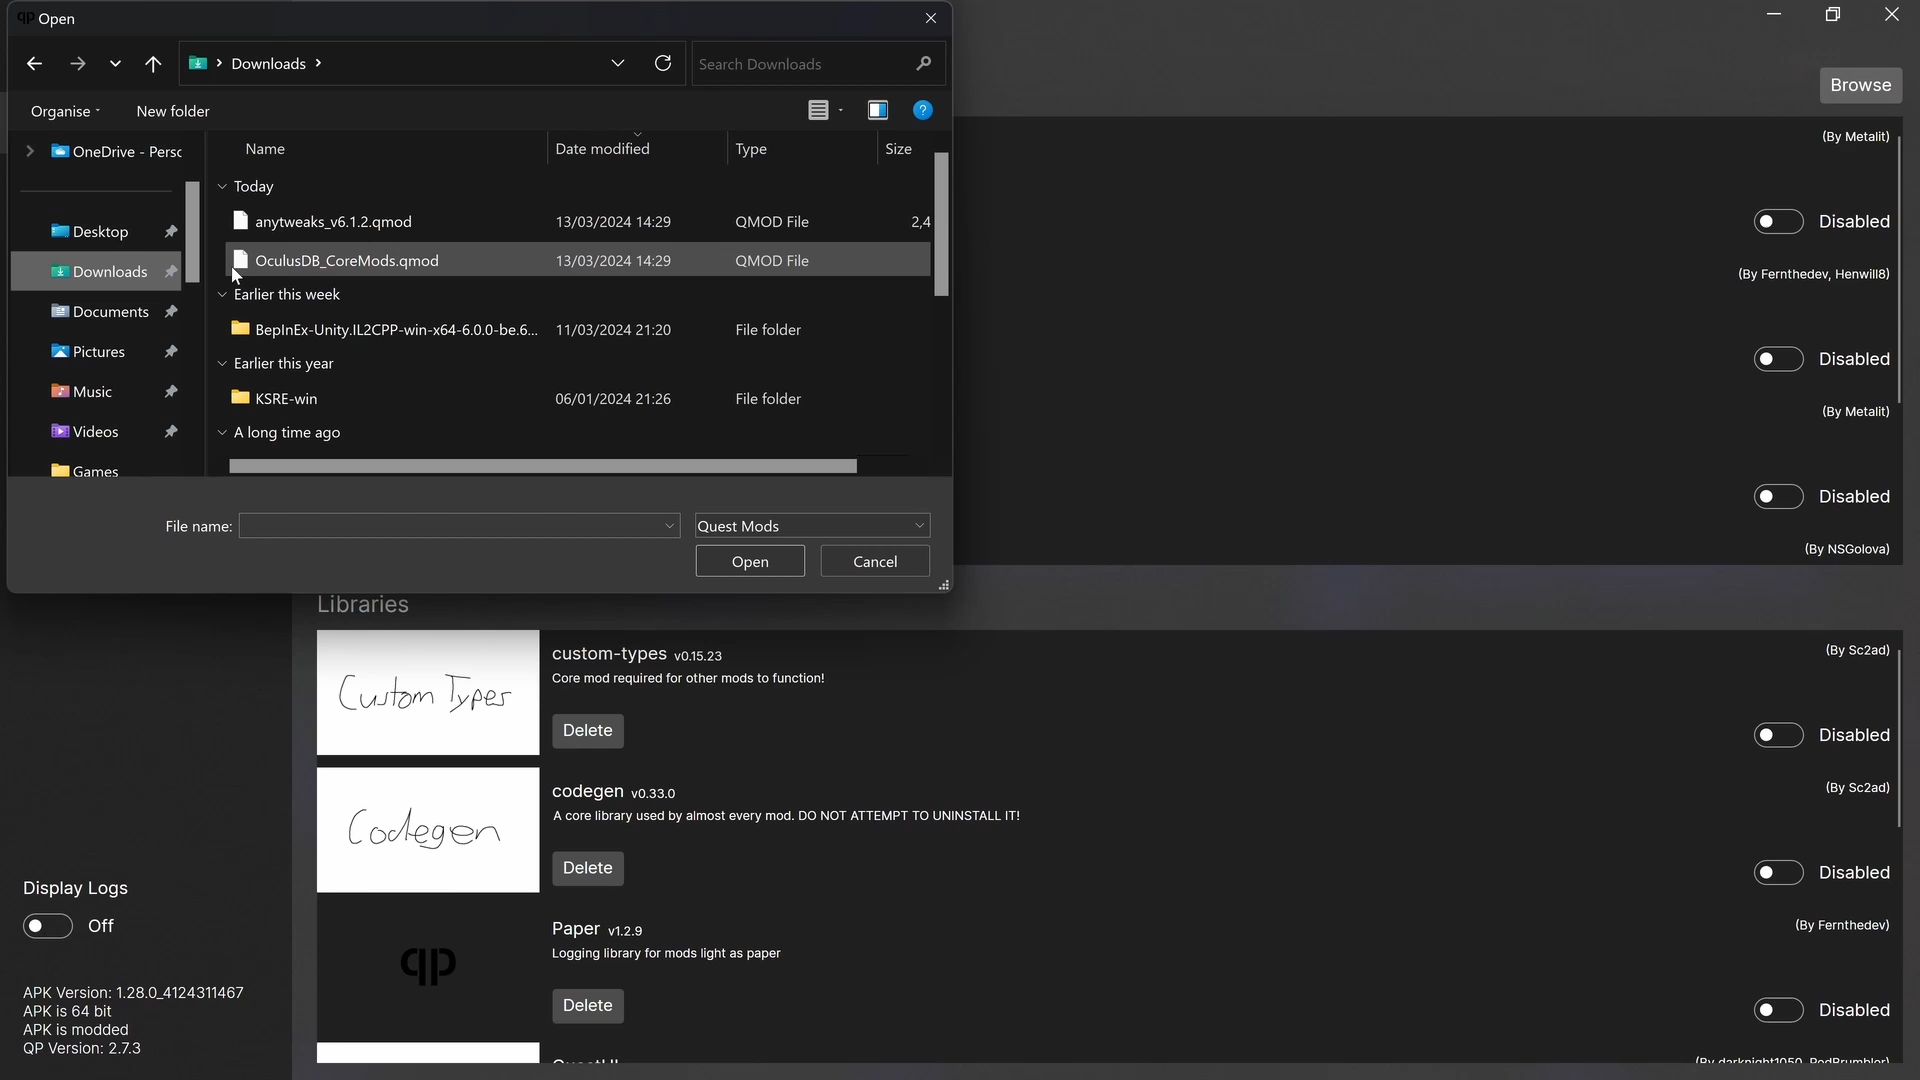 Open
Downloads
Search Downloads
Organise
New folder
Browse
OneDrive - Persc
Desktop
Downloads
Documents
Pictures
Music
Videos
Games
Name
Date modified
Type
Size
Today
anytweaks_v6.1.2.qmod 13/03/2024 14:29 QMOD File 2,4
OculusDB_CoreMods.qmod 13/03/2024 14:29 QMOD File
Earlier this week
BepInEx-Unity.IL2CPP-win-x64-6.0.0-be.6... 11/03/2024 21:20 File folder
Earlier this year
KSRE-win 06/01/2024 21:26 File folder
A long time ago
File name:
Quest Mods
Open
Cancel
(By Metalit)
Disabled
(By Fernthedev, Henwill8)
Disabled
(By Metalit)
Disabled
(By NSGolova)
Libraries
Custom Types
custom-types v0.15.23
Core mod required for other mods to function!
Delete
(By Sc2ad)
Disabled
Codegen
codegen v0.33.0
A core library used by almost every mod. DO NOT ATTEMPT TO UNINSTALL IT!
Delete
(By Sc2ad)
Disabled
qp
Paper v1.2.9
Logging library for mods light as paper
Delete
(By Fernthedev)
Disabled
(By darknight1050, RedBrumbler)
Display Logs
Off
APK Version: 1.28.0_4124311467
APK is 64 bit
APK is modded
QP Version: 2.7.3